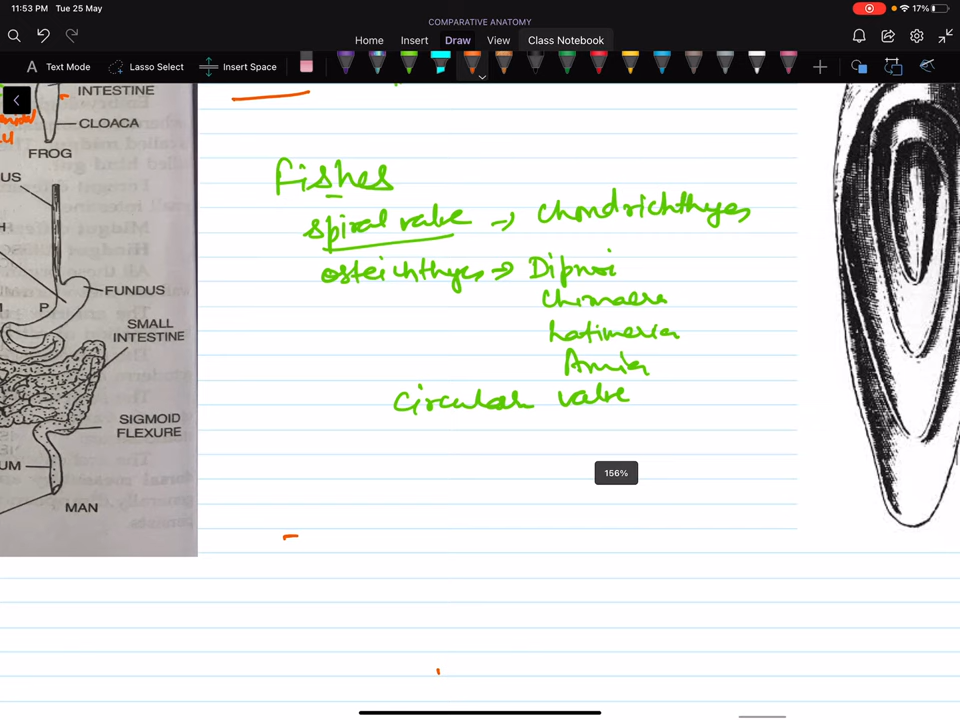 11:53 PM Tue 25 May
17%
COMPARATIVE ANATOMY
Home Insert Draw View Class Notebook
Text Mode Lasso Select Insert Space
INTESTINE
CLOACA
FROG
US
H
P
FUNDUS
SMALL
INTESTINE
SIGMOID
FLEXURE
UM
MAN
Fishes
spiral valve → Chondrichthyes
osteichthyes → Dipnoi
Chimaera
Latimeria
Amia
Circular valve
156%